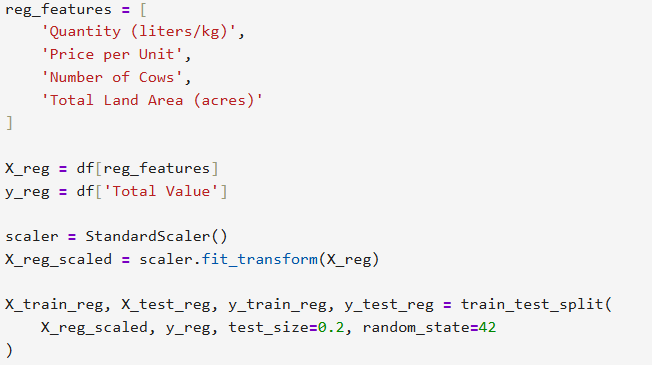 reg_features = [
    'Quantity (liters/kg)',
    'Price per Unit',
    'Number of Cows',
    'Total Land Area (acres)'
]

X_reg = df[reg_features]
y_reg = df['Total Value']

scaler = StandardScaler()
X_reg_scaled = scaler.fit_transform(X_reg)

X_train_reg, X_test_reg, y_train_reg, y_test_reg = train_test_split(
    X_reg_scaled, y_reg, test_size=0.2, random_state=42
)